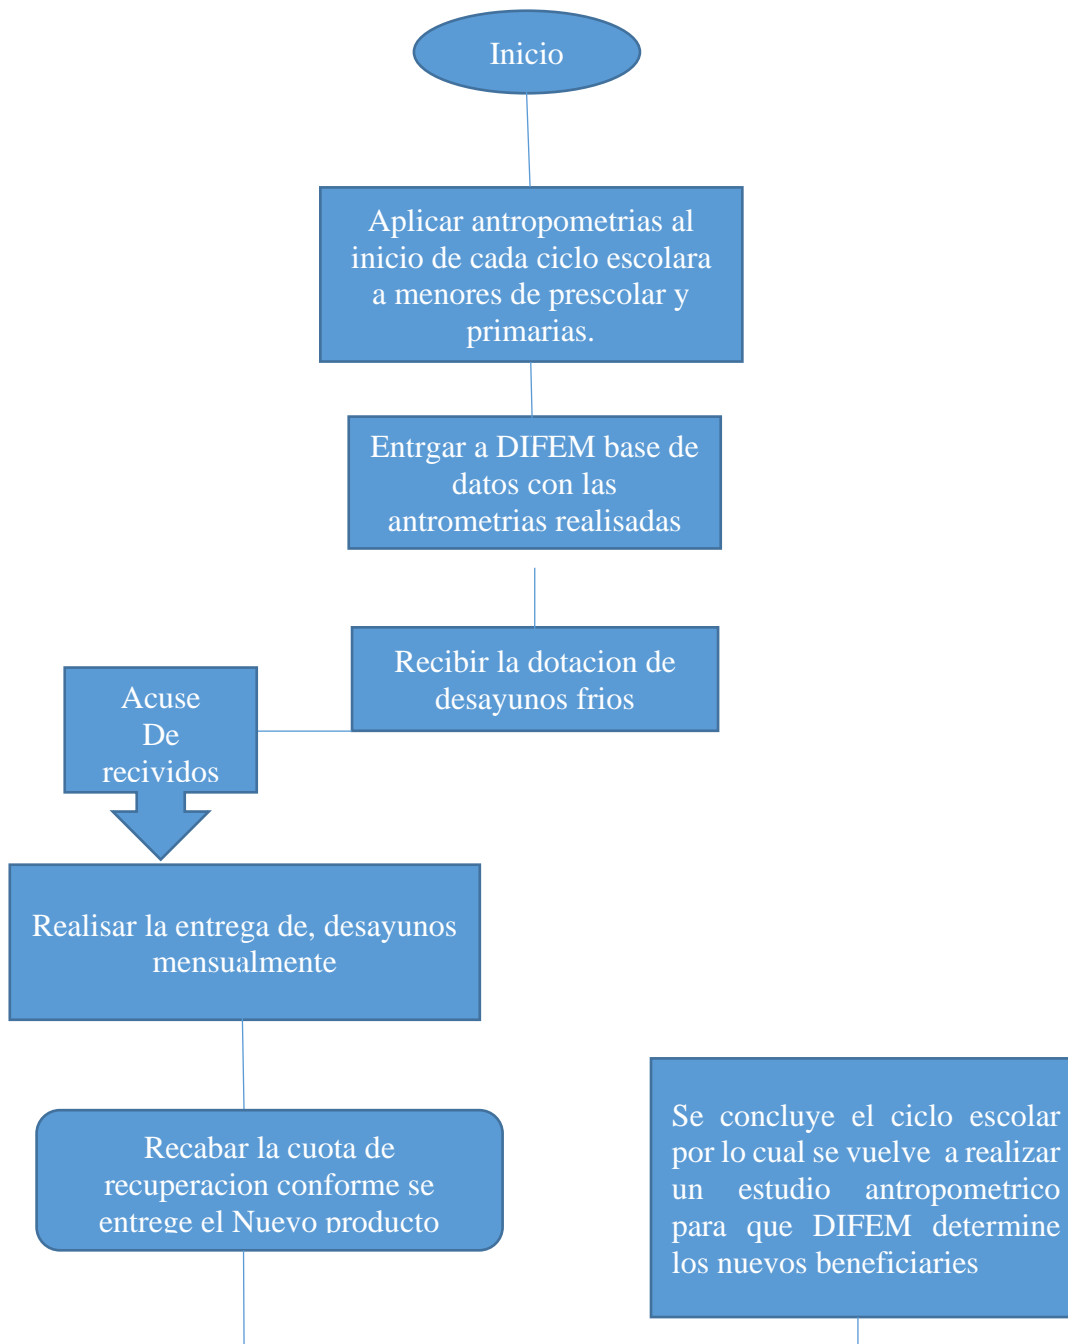 Inicio
Aplicar antropometrias al
inicio de cada ciclo escolara
a menores de prescolar y
primarias.
Entrgar a DIFEM base de
datos con las
antrometrias realisadas
Recibir la dotacion de
desayunos frios
Acuse
De
recividos
Realisar la entrega de, desayunos
mensualmente
Recabar la cuota de
recuperacion conforme se
entrege el Nuevo producto
Se concluye el ciclo escolar
por lo cual se vuelve a realizar
un estudio antropometrico
para que DIFEM determine
los nuevos beneficiaries